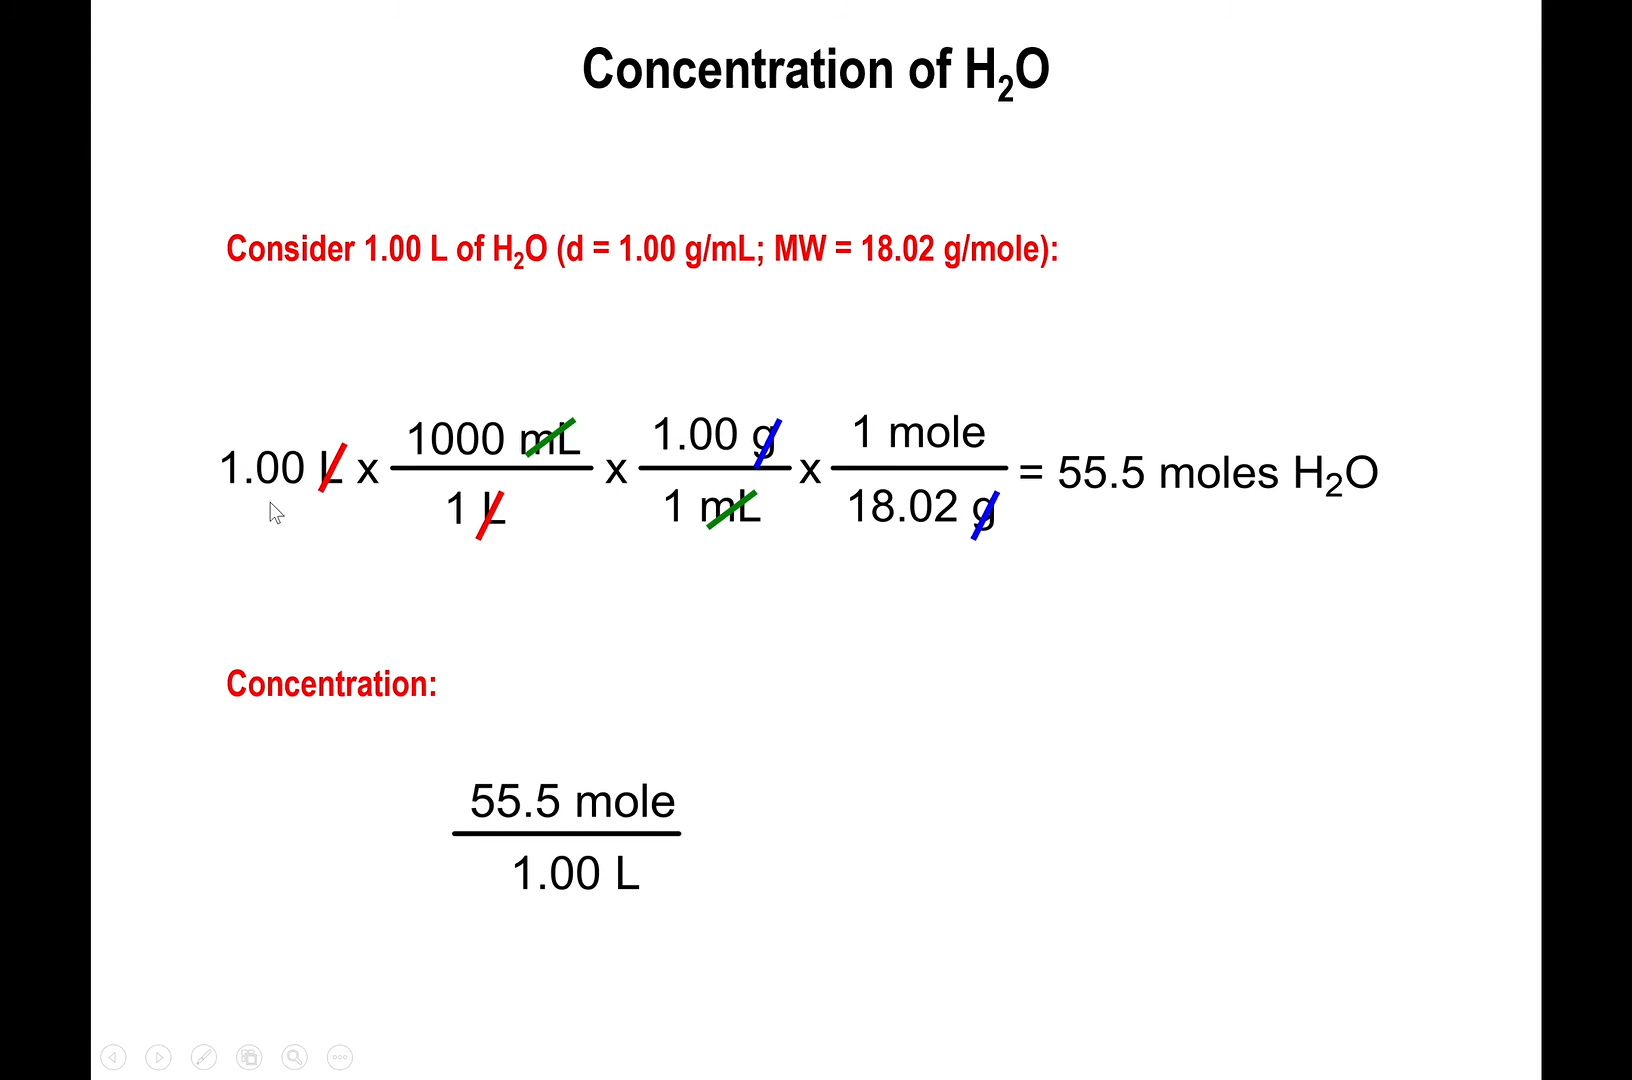 Concentration of H₂O
Consider 1.00 L of H₂O (d = 1.00 g/mL; MW = 18.02 g/mole):
1.00 L x 1000 mL / 1 L x 1.00 g / 1 mL x 1 mole / 18.02 g = 55.5 moles H₂O
Concentration:
55.5 mole
1.00 L